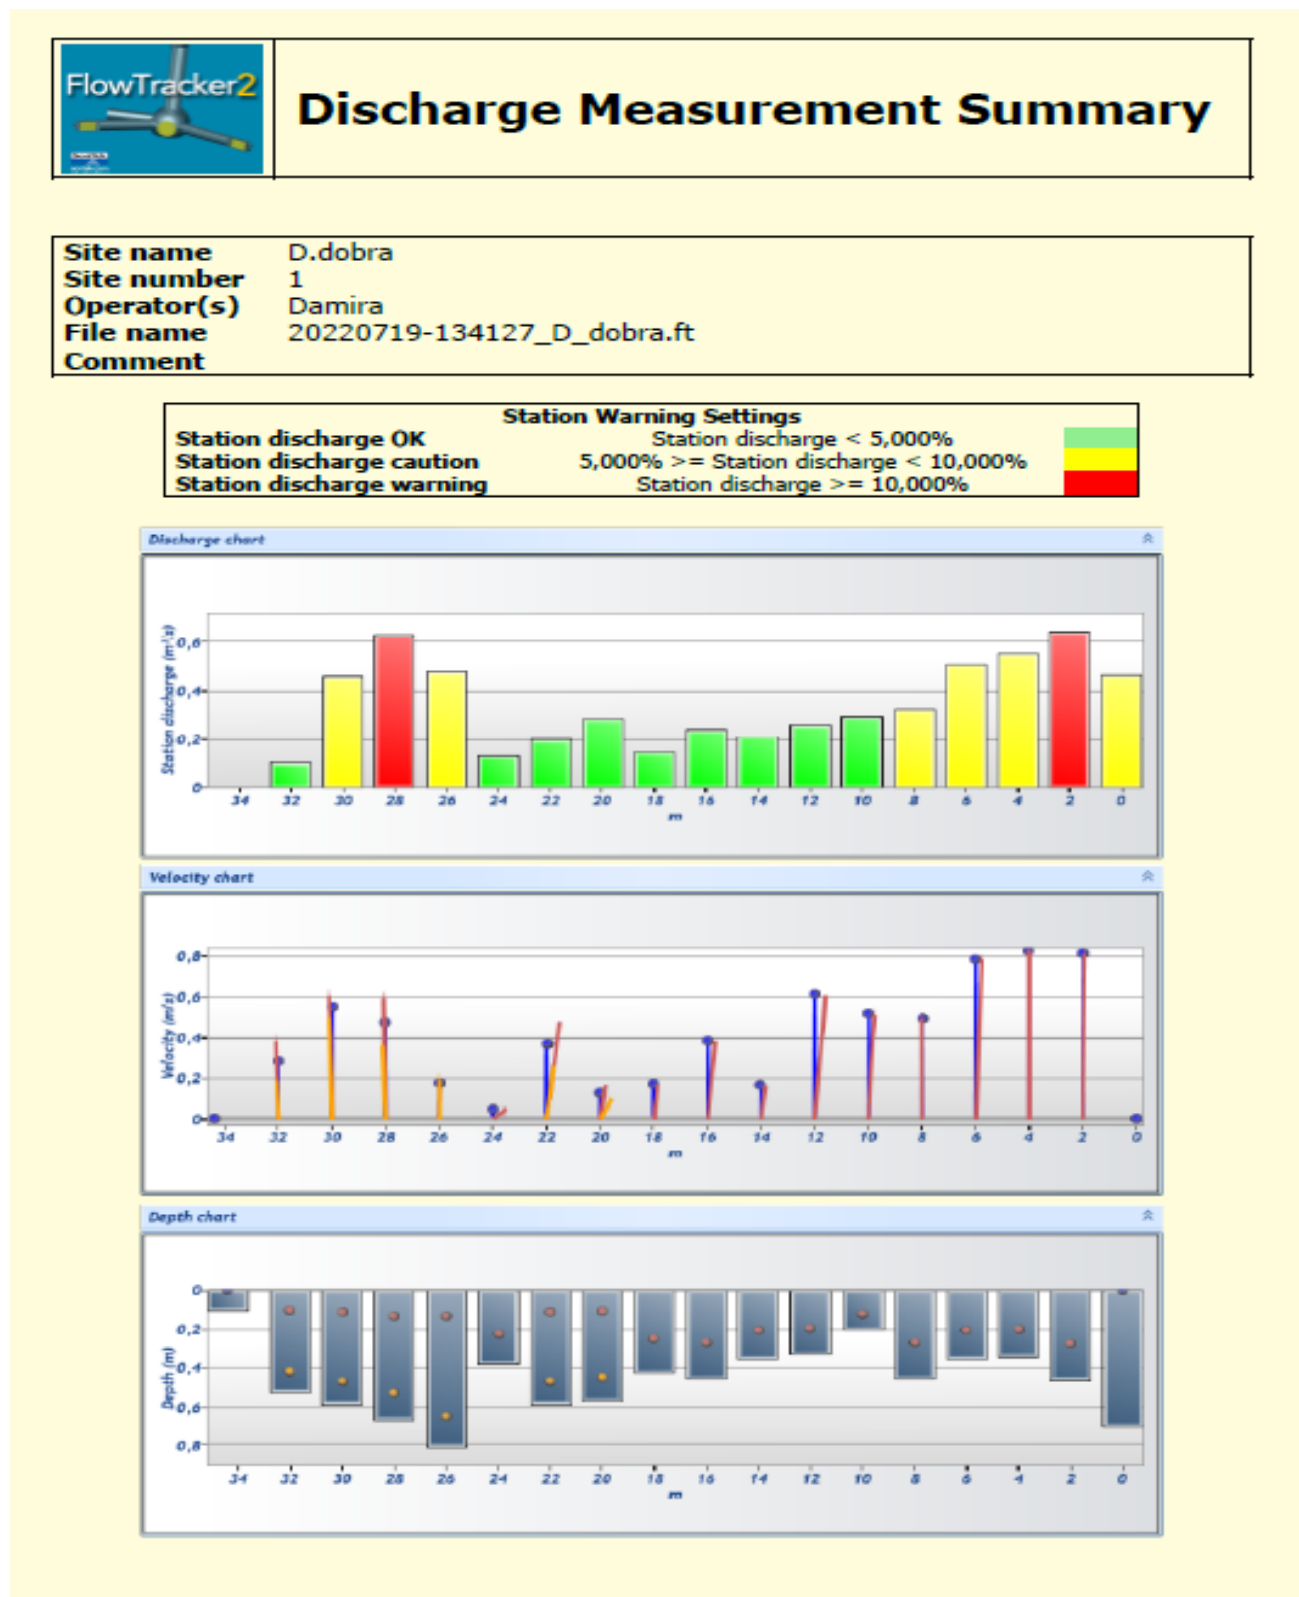 FlowTracker2
Discharge Measurement Summary
Site name D.dobra
Site number 1
Operator(s) Damira
File name 20220719-134127_D_dobra.ft
Comment
Station Warning Settings
Station discharge OK Station discharge < 5,000%
Station discharge caution 5,000% >= Station discharge < 10,000%
Station discharge warning Station discharge >= 10,000%
Discharge chart
Station discharge (m³/s)
0,6
0,4
0,2
0
34 32 30 28 26 24 22 20 18 16 14 12 10 8 6 4 2 0
m
Velocity chart
Velocity (m/s)
0,8
0,6
0,4
0,2
0
34 32 30 28 26 24 22 20 18 16 14 12 10 8 6 4 2 0
m
Depth chart
Depth (m)
0
0,2
0,4
0,6
0,8
34 32 30 28 26 24 22 20 18 16 14 12 10 8 6 4 2 0
m